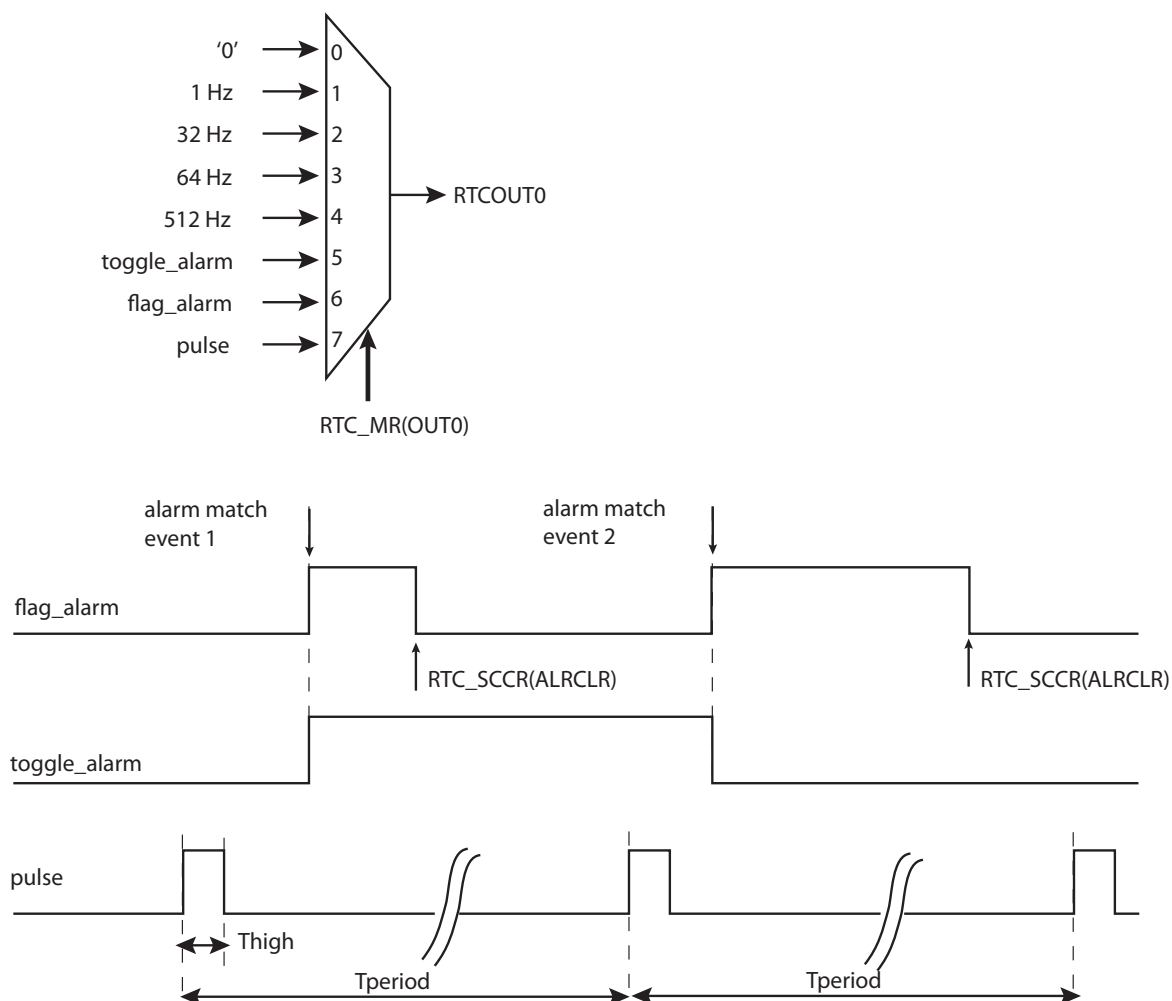 ‘0’
0
1 Hz
1
32 Hz
2
64 Hz
3
RTCOUT0
512 Hz
4
toggle_alarm
5
flag_alarm
6
pulse
7
RTC_MR(OUT0)
alarm match
event 1
alarm match
event 2
flag_alarm
RTC_SCCR(ALRCLR)
RTC_SCCR(ALRCLR)
toggle_alarm
pulse
Thigh
Tperiod
Tperiod